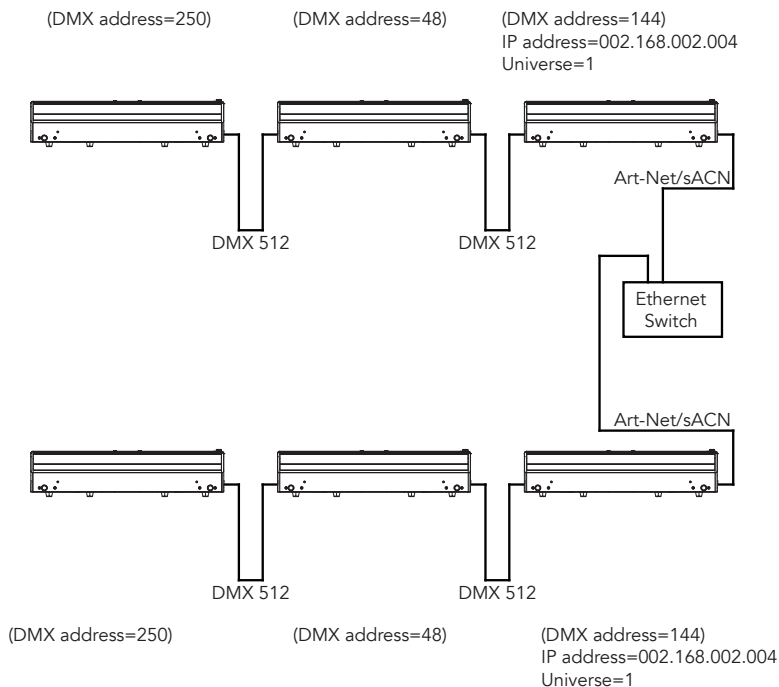 (DMX address=250)
(DMX address=48)
(DMX address=144)
IP address=002.168.002.004
Universe=1
Art-Net/sACN
DMX 512
DMX 512
Ethernet
Switch
Art-Net/sACN
DMX 512
DMX 512
(DMX address=250)
(DMX address=48)
(DMX address=144)
IP address=002.168.002.004
Universe=1